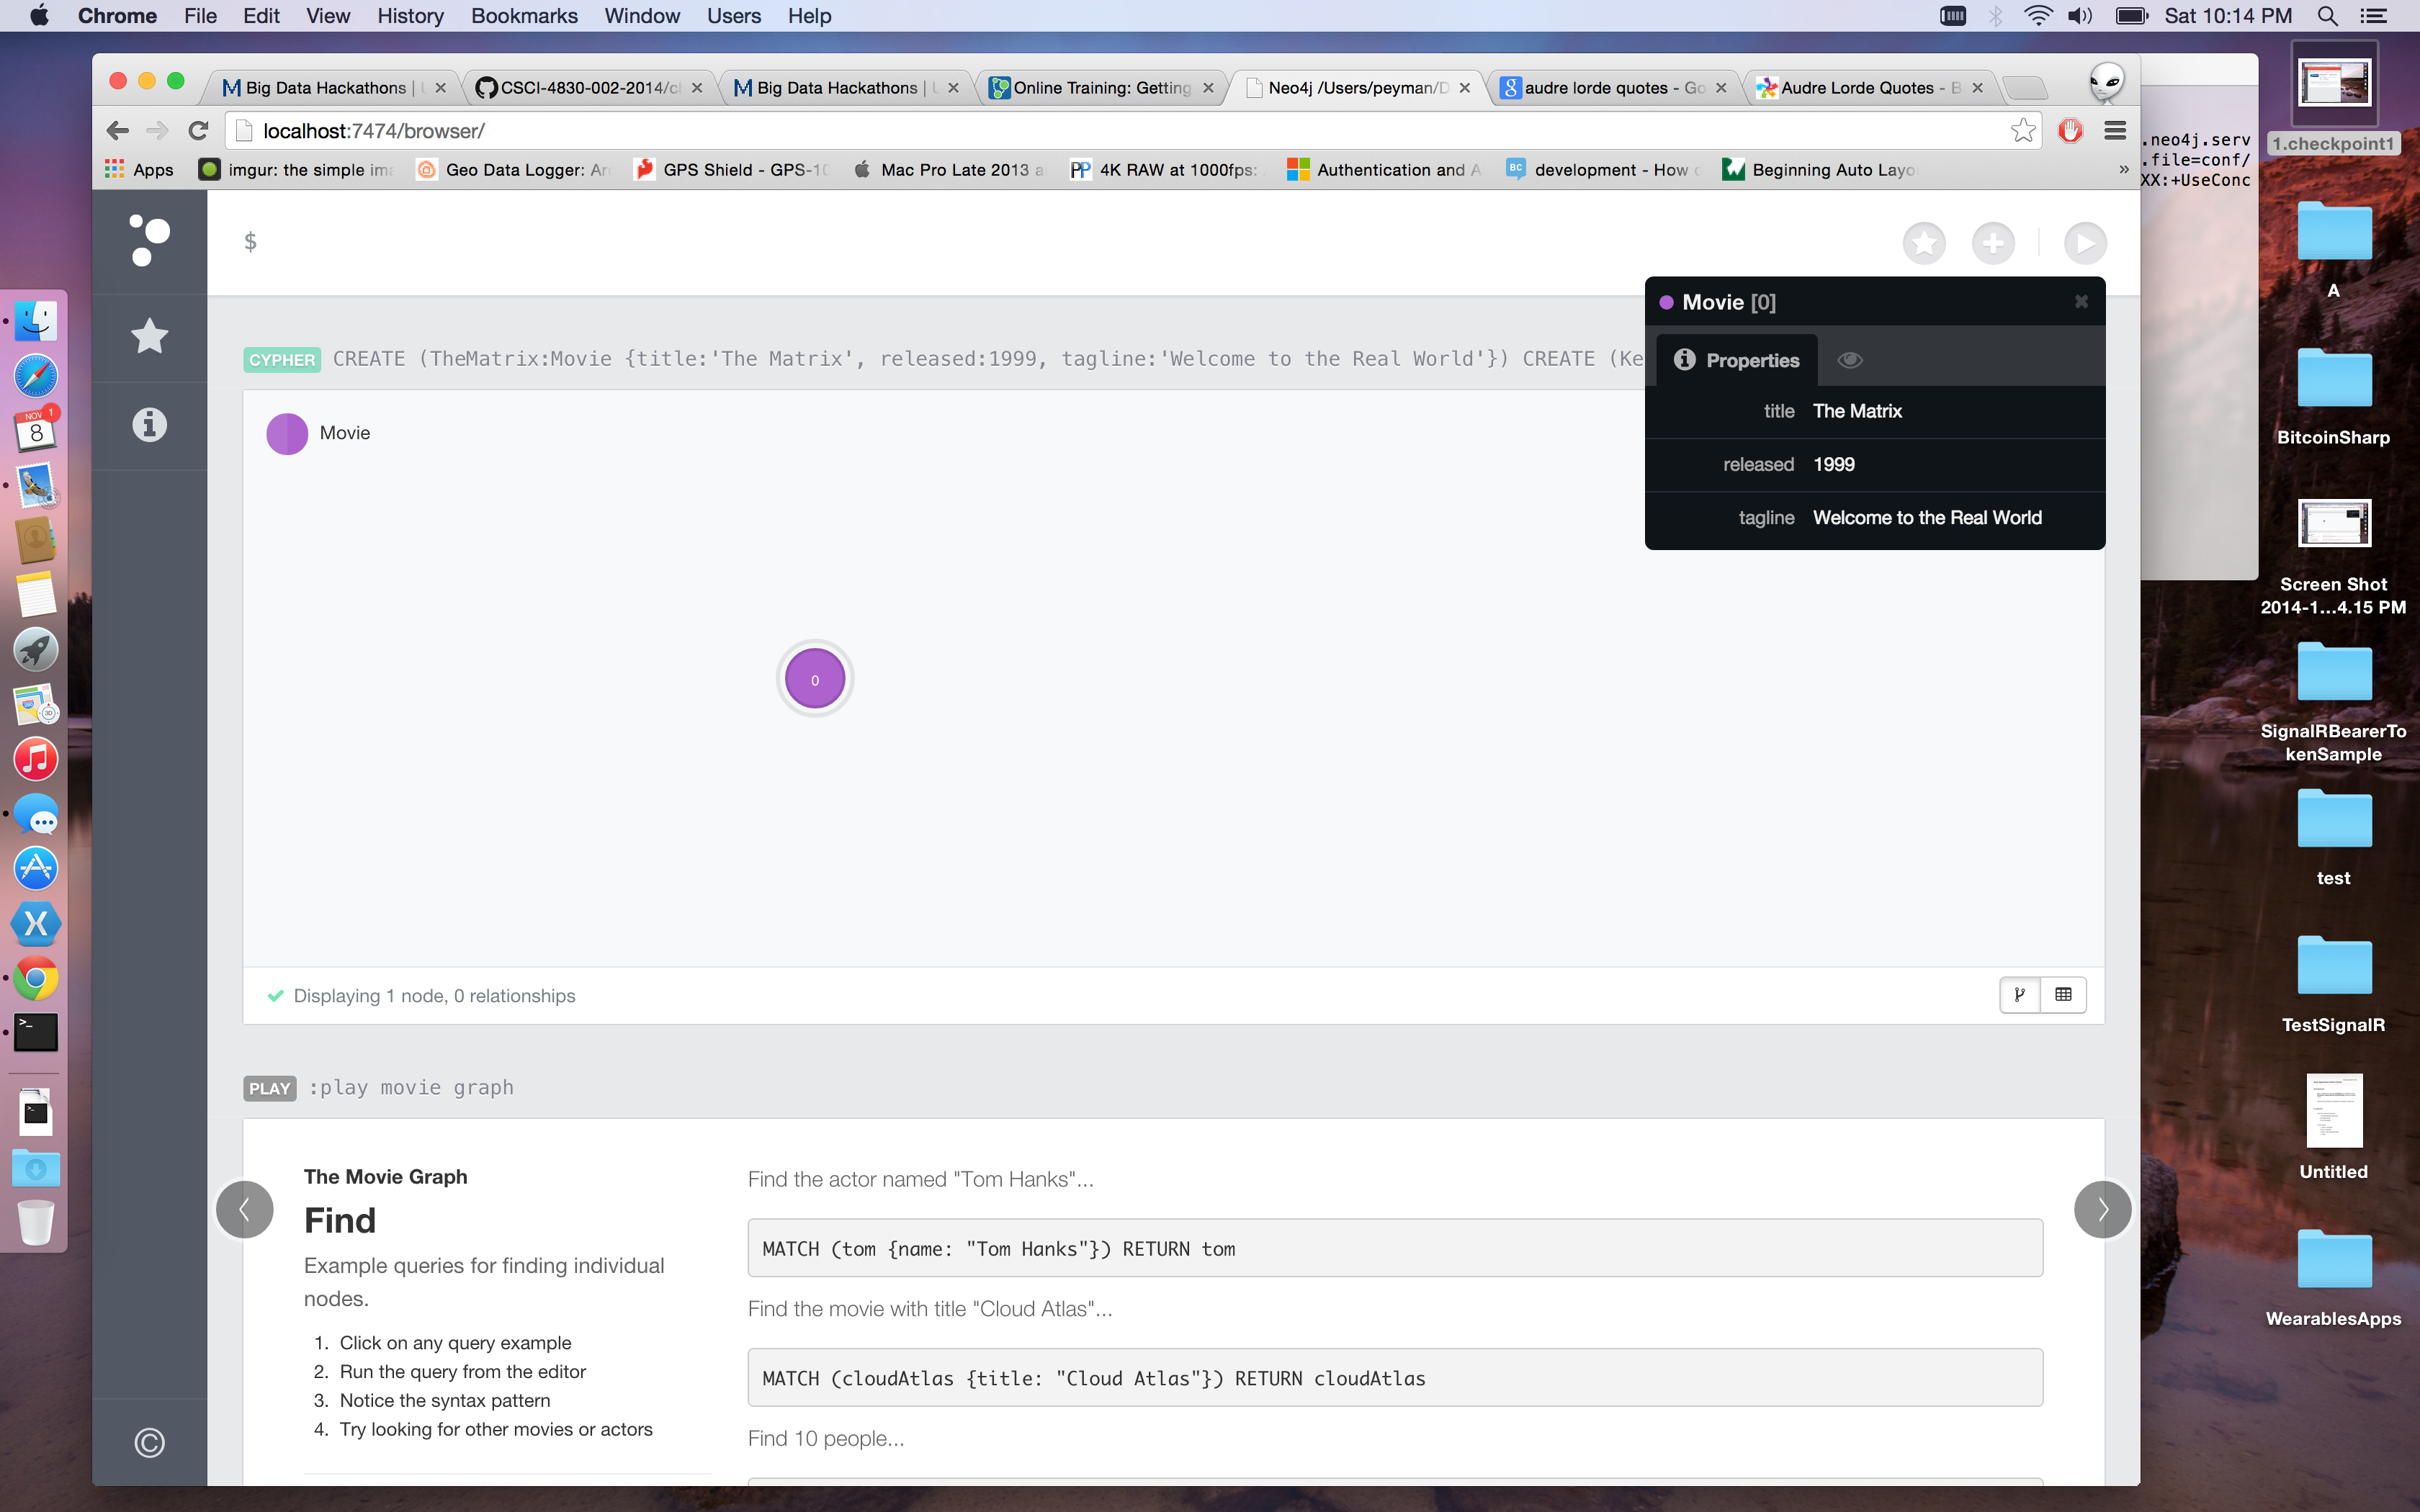 Chrome File Edit View History Bookmarks Window Users Help Sat 10:14 PM
Big Data Hackathons | CSCI-4830-002-2014/c Big Data Hackathons | Online Training: Getting Neo4j /Users/peyman/D audre lorde quotes - Go Audre Lorde Quotes - B
localhost:7474/browser/
Apps imgur: the simple ima Geo Data Logger: Ar GPS Shield - GPS-10 Mac Pro Late 2013 a 4K RAW at 1000fps: Authentication and A development - How Beginning Auto Layo »
.neo4j.serv
.file=conf/
XX:+UseConc
$
CYPHER CREATE (TheMatrix:Movie {title:'The Matrix', released:1999, tagline:'Welcome to the Real World'}) CREATE (Ke
Movie [0]
Properties
title The Matrix
released 1999
tagline Welcome to the Real World
Movie
0
Displaying 1 node, 0 relationships
PLAY :play movie graph
The Movie Graph
Find
Example queries for finding individual
nodes.
1. Click on any query example
2. Run the query from the editor
3. Notice the syntax pattern
4. Try looking for other movies or actors
Find the actor named "Tom Hanks"...
MATCH (tom {name: "Tom Hanks"}) RETURN tom
Find the movie with title "Cloud Atlas"...
MATCH (cloudAtlas {title: "Cloud Atlas"}) RETURN cloudAtlas
Find 10 people...
©
NOV 1
8
1.checkpoint1
A
BitcoinSharp
Screen Shot
2014-1...4.15 PM
SignalRBearerTo
kenSample
test
TestSignalR
Untitled
WearablesApps